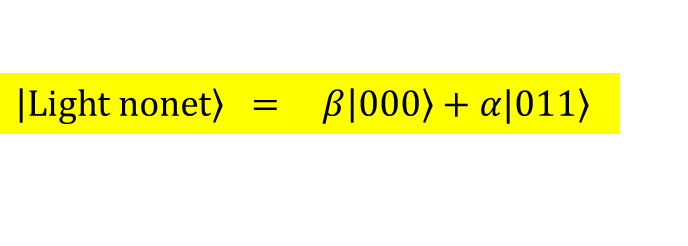 |Light nonet⟩ = 𝛽|000⟩ + 𝛼|011⟩